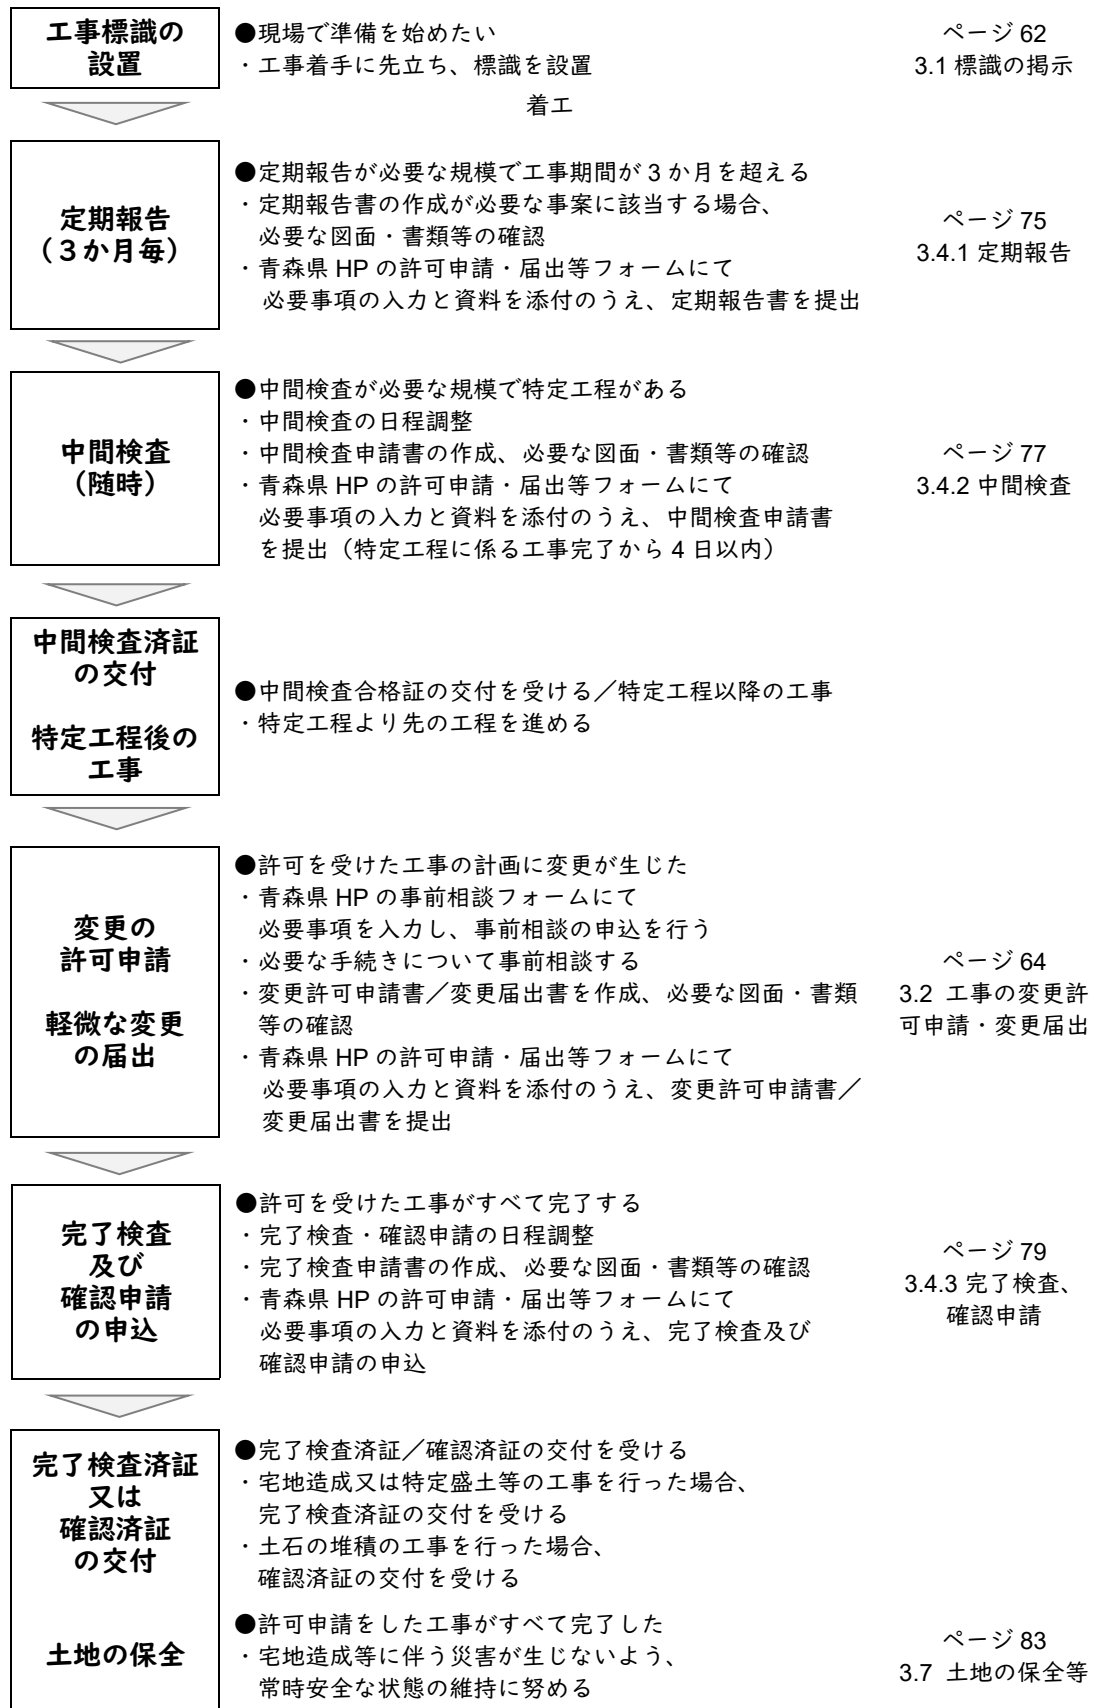 工事標識の
設置
●現場で準備を始めたい
・工事着手に先立ち、標識を設置
ページ 62
3.1 標識の掲示
着工
定期報告
（３か月毎）
●定期報告が必要な規模で工事期間が 3 か月を超える
・定期報告書の作成が必要な事案に該当する場合、
必要な図面・書類等の確認
・青森県 HP の許可申請・届出等フォームにて
必要事項の入力と資料を添付のうえ、定期報告書を提出
ページ 75
3.4.1 定期報告
中間検査
（随時）
●中間検査が必要な規模で特定工程がある
・中間検査の日程調整
・中間検査申請書の作成、必要な図面・書類等の確認
・青森県 HP の許可申請・届出等フォームにて
必要事項の入力と資料を添付のうえ、中間検査申請書
を提出（特定工程に係る工事完了から 4 日以内）
ページ 77
3.4.2 中間検査
中間検査済証
の交付
特定工程後の
工事
●中間検査合格証の交付を受ける／特定工程以降の工事
・特定工程より先の工程を進める
変更の
許可申請
軽微な変更
の届出
●許可を受けた工事の計画に変更が生じた
・青森県 HP の事前相談フォームにて
必要事項を入力し、事前相談の申込を行う
・必要な手続きについて事前相談する
・変更許可申請書／変更届出書を作成、必要な図面・書類
等の確認
・青森県 HP の許可申請・届出等フォームにて
必要事項の入力と資料を添付のうえ、変更許可申請書／
変更届出書を提出
ページ 64
3.2 工事の変更許
可申請・変更届出
完了検査
及び
確認申請
の申込
●許可を受けた工事がすべて完了する
・完了検査・確認申請の日程調整
・完了検査申請書の作成、必要な図面・書類等の確認
・青森県 HP の許可申請・届出等フォームにて
必要事項の入力と資料を添付のうえ、完了検査及び
確認申請の申込
ページ 79
3.4.3 完了検査、
確認申請
完了検査済証
又は
確認済証
の交付
●完了検査済証／確認済証の交付を受ける
・宅地造成又は特定盛土等の工事を行った場合、
完了検査済証の交付を受ける
・土石の堆積の工事を行った場合、
確認済証の交付を受ける
土地の保全
●許可申請をした工事がすべて完了した
・宅地造成等に伴う災害が生じないよう、
常時安全な状態の維持に努める
ページ 83
3.7 土地の保全等